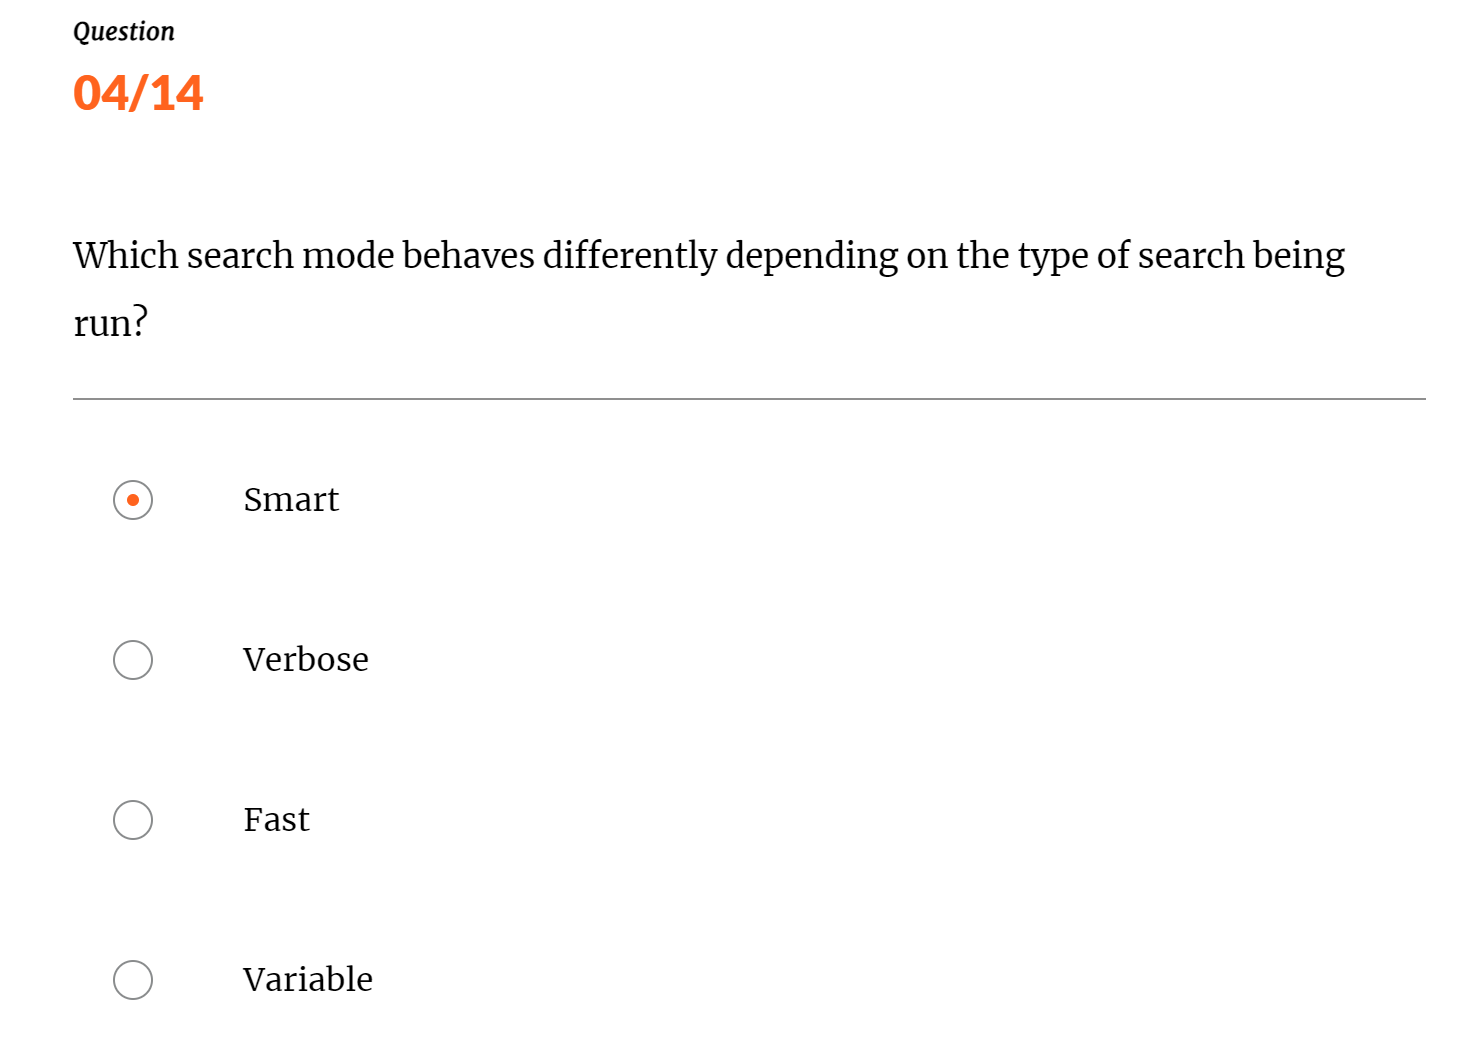 Question
04/14
Which search mode behaves differently depending on the type of search being
run?
Smart
Verbose
Fast
Variable